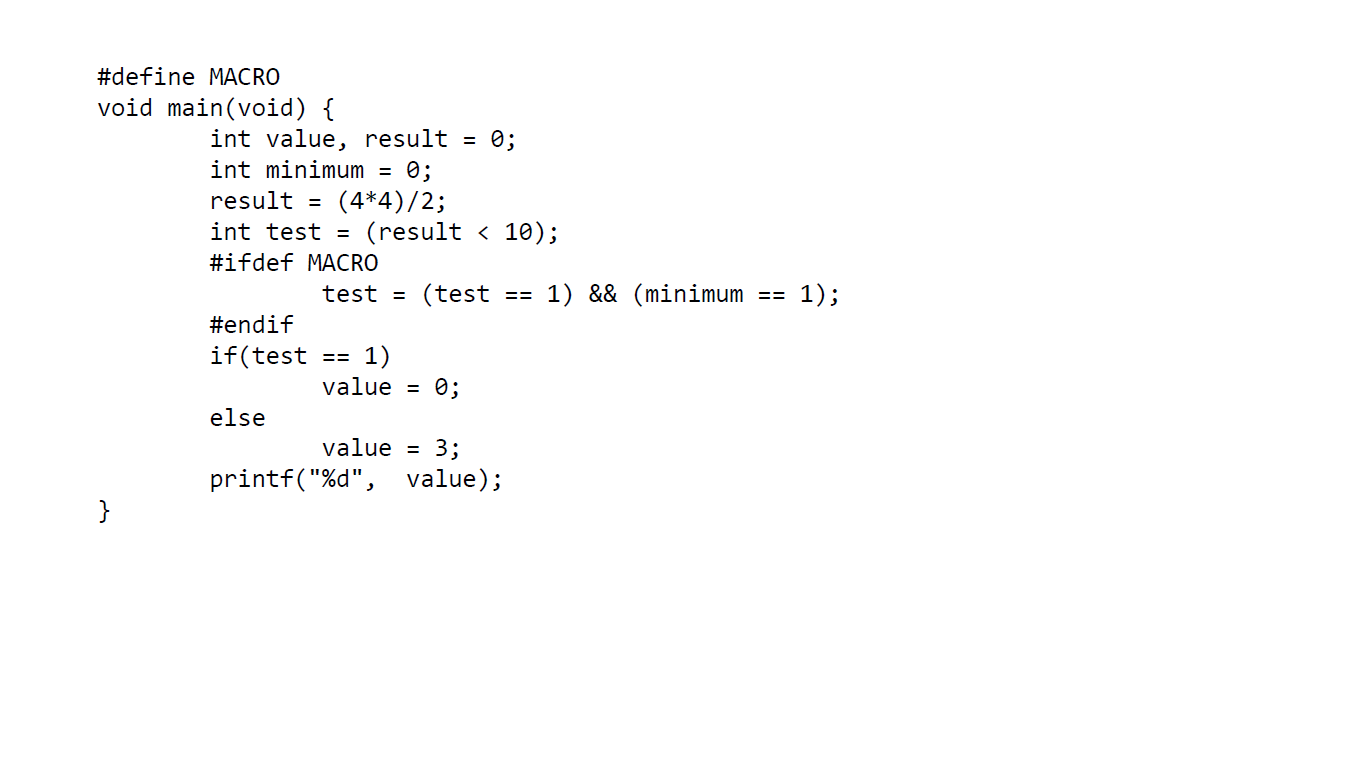 #define MACRO
void main(void) {
        int value, result = 0;
        int minimum = 0;
        result = (4*4)/2;
        int test = (result < 10);
        #ifdef MACRO
                test = (test == 1) && (minimum == 1);
        #endif
        if(test == 1)
                value = 0;
        else
                value = 3;
        printf("%d",  value);
}